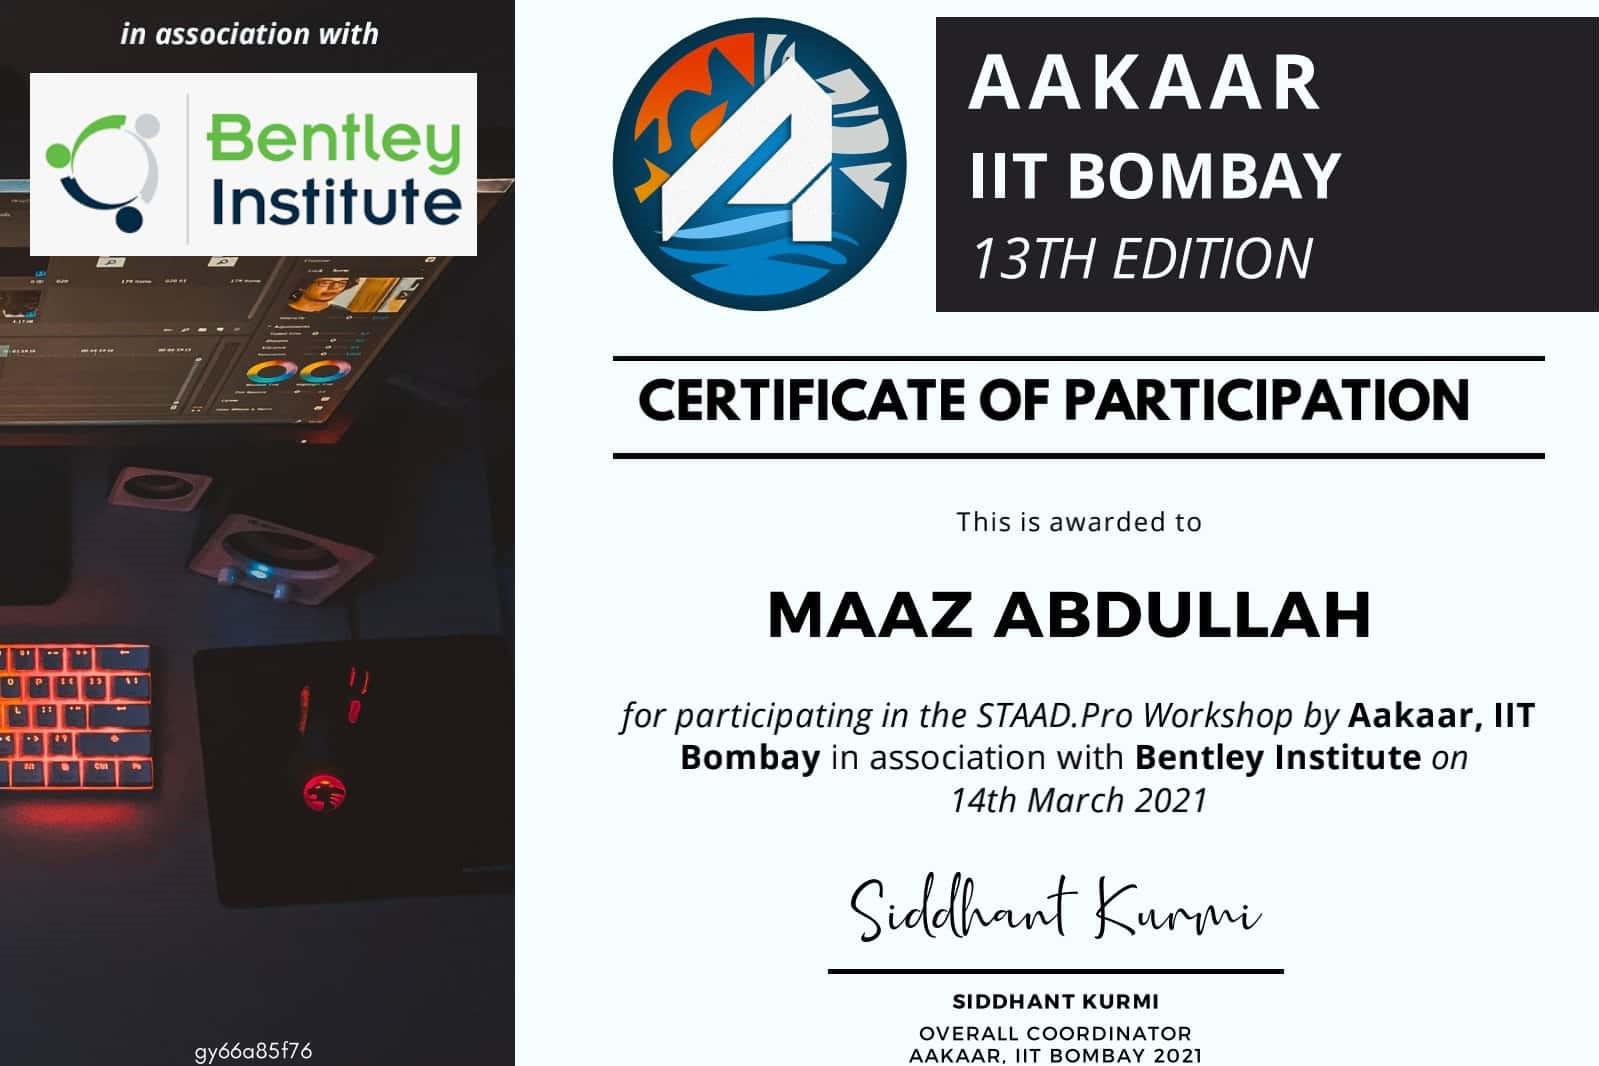 in association with
Bentley
Institute
AAKAAR
IIT BOMBAY
13TH EDITION
CERTIFICATE OF PARTICIPATION
This is awarded to
MAAZ ABDULLAH
for participating in the STAAD.Pro Workshop by Aakaar, IIT
Bombay in association with Bentley Institute on
14th March 2021
Siddhant Kurmi
SIDDHANT KURMI
OVERALL COORDINATOR
AAKAAR, IIT BOMBAY 2021
gy66a85f76